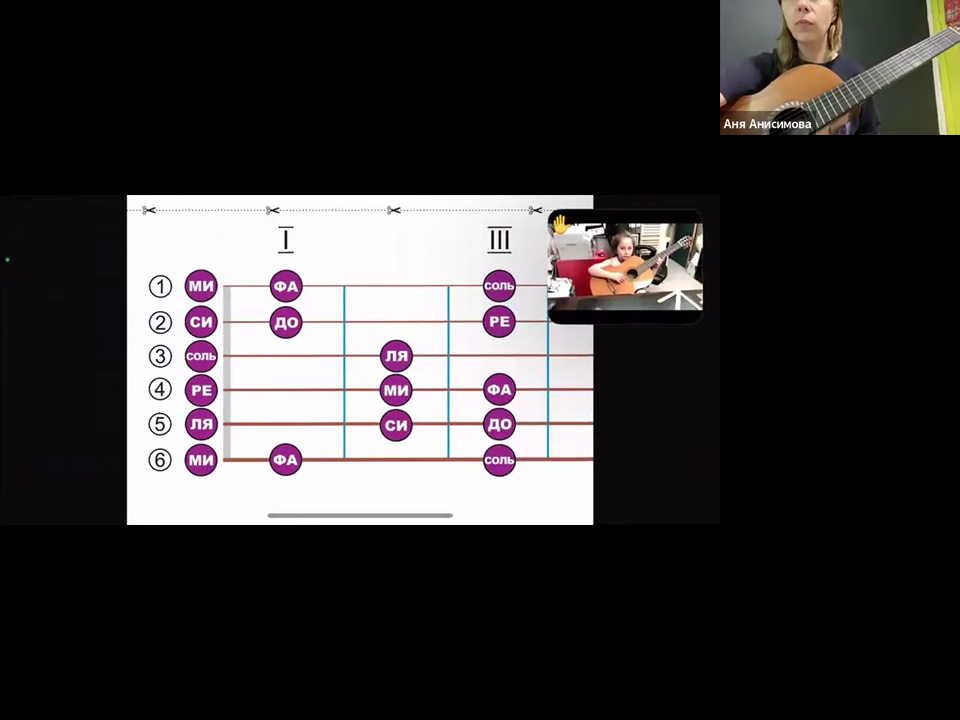 Аня Анисимова
I III
1 МИ ФА СОЛЬ
2 СИ ДО РЕ
3 СОЛЬ ЛЯ
4 РЕ МИ ФА
5 ЛЯ СИ ДО
6 МИ ФА СОЛЬ